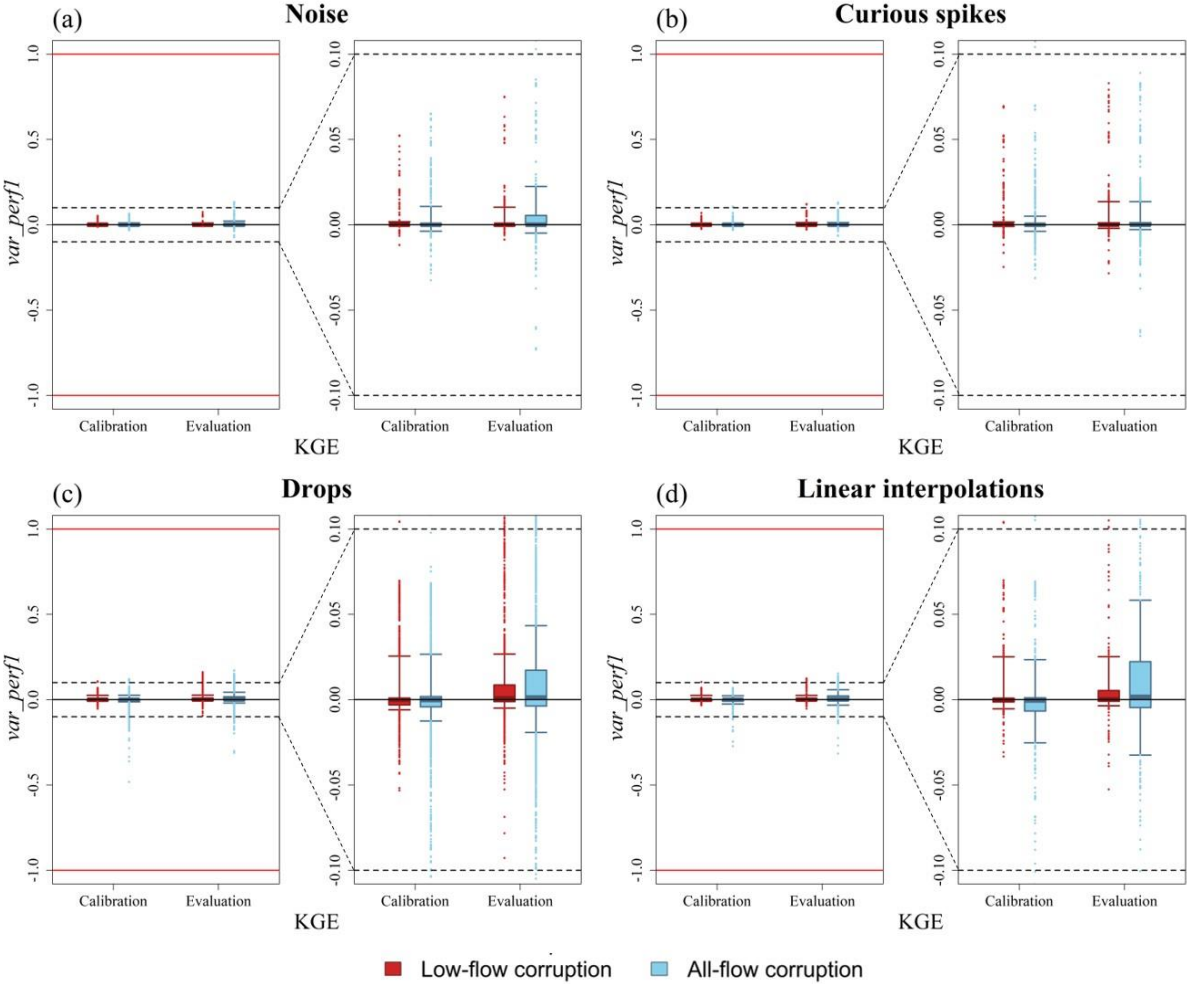 (a) Noise
var_perf1
1.0
0.5
0.0
-0.5
-1.0
Calibration Evaluation
0.10
0.05
0.00
-0.05
-0.10
Calibration Evaluation
KGE
(b) Curious spikes
var_perf1
1.0
0.5
0.0
-0.5
-1.0
Calibration Evaluation
0.10
0.05
0.00
-0.05
-0.10
Calibration Evaluation
KGE
(c) Drops
var_perf1
1.0
0.5
0.0
-0.5
-1.0
Calibration Evaluation
0.10
0.05
0.00
-0.05
-0.10
Calibration Evaluation
KGE
(d) Linear interpolations
var_perf1
1.0
0.5
0.0
-0.5
-1.0
Calibration Evaluation
0.10
0.05
0.00
-0.05
-0.10
Calibration Evaluation
KGE
Low-flow corruption All-flow corruption